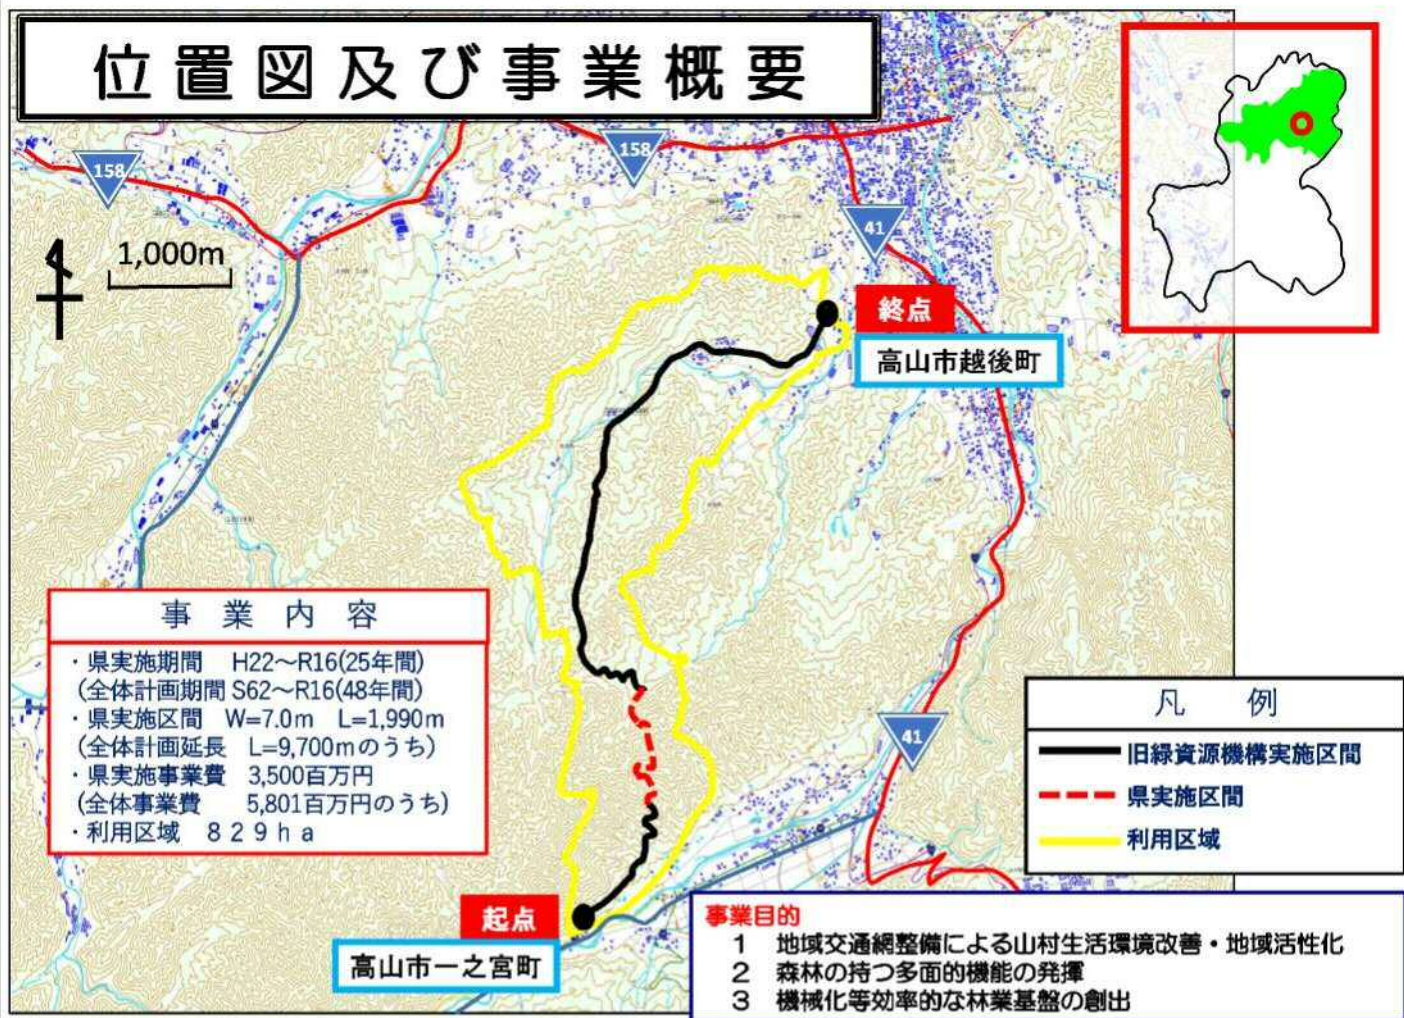 位置図及び事業概要
158
158
41
1,000m
終点
高山市越後町
事業内容
・県実施期間 H22～R16(25年間)
(全体計画期間 S62～R16(48年間)
・県実施区間 W=7.0m L=1,990m
(全体計画延長 L=9,700mのうち)
・県実施事業費 3,500百万円
(全体事業費 5,801百万円のうち)
・利用区域 829ha
41
凡例
旧緑資源機構実施区間
県実施区間
利用区域
起点
高山市一之宮町
事業目的
1 地域交通網整備による山村生活環境改善・地域活性化
2 森林の持つ多面的機能の発揮
3 機械化等効率的な林業基盤の創出